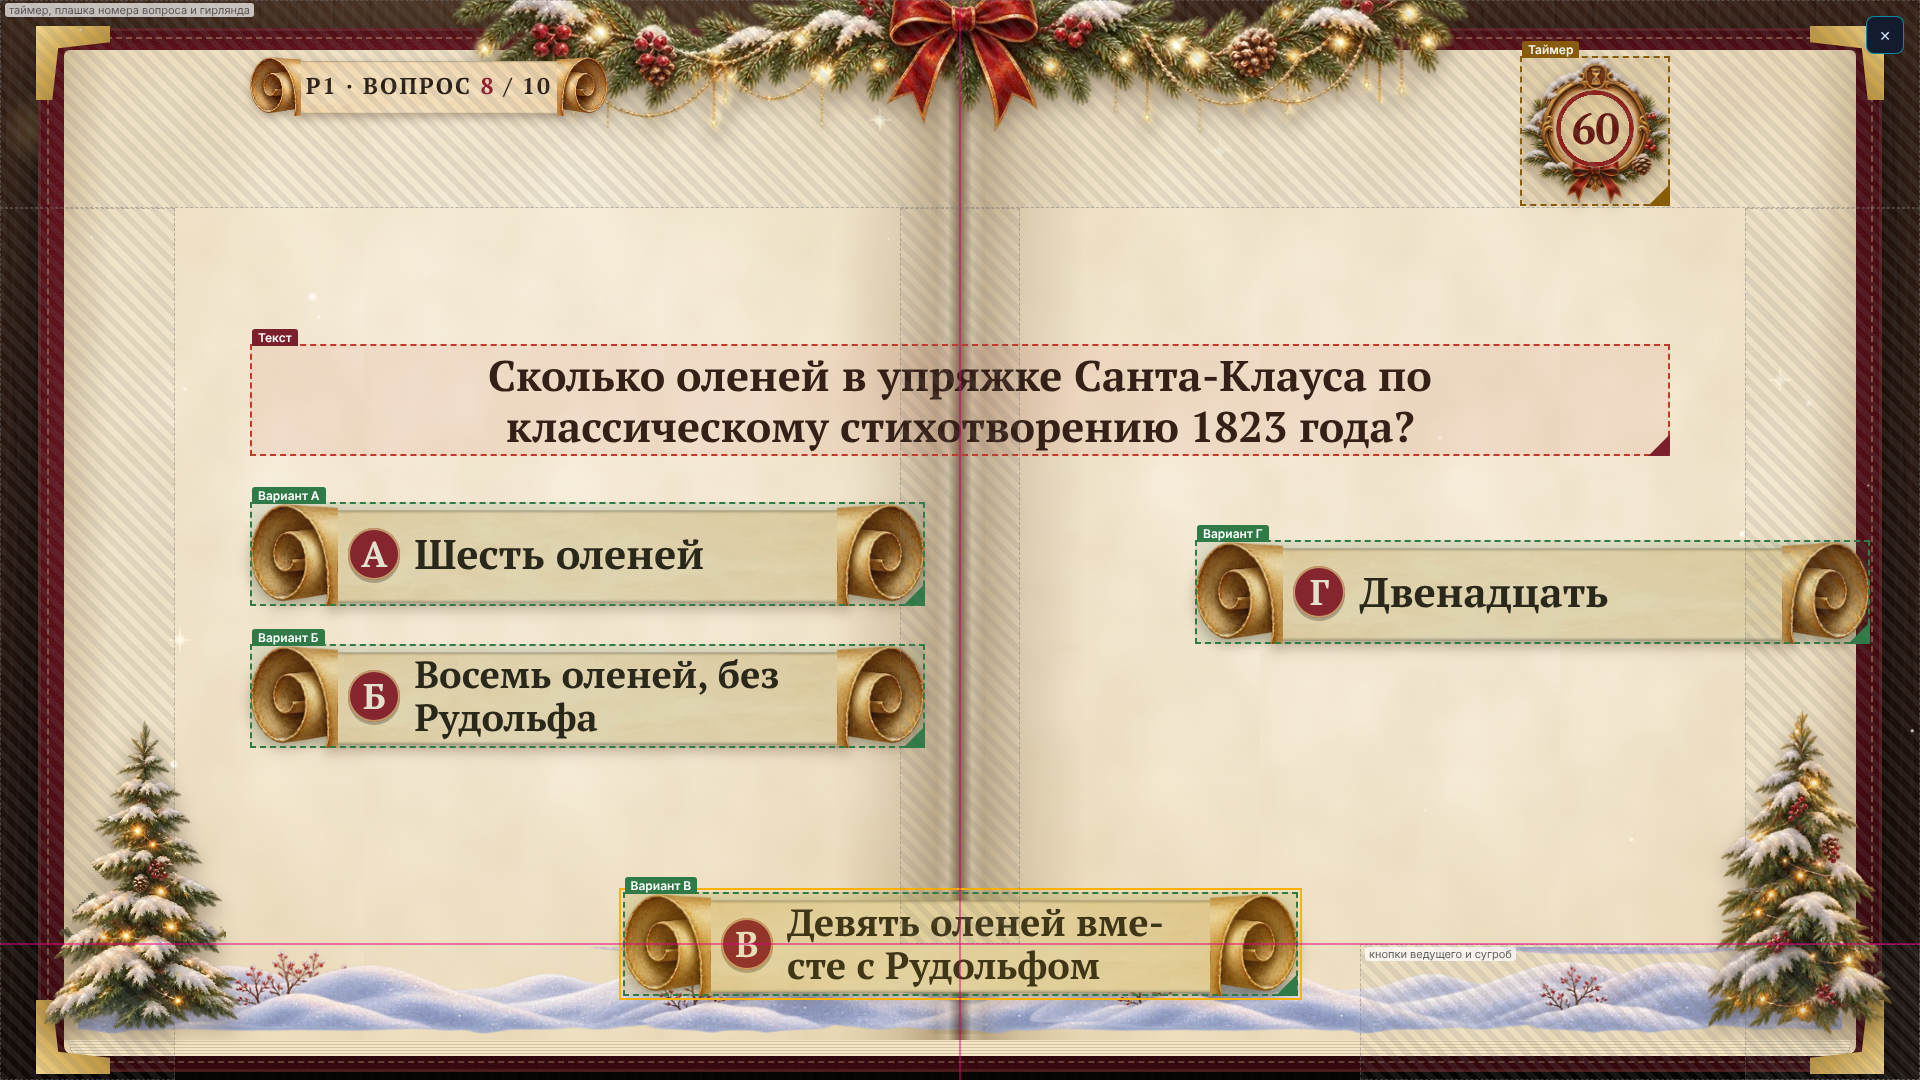 таймер, плашка номера вопроса и гирлянда
×
Р1 · ВОПРОС 8 / 10
Таймер
60
Текст
Сколько оленей в упряжке Санта-Клауса по
классическому стихотворению 1823 года?
Вариант А
А Шесть оленей
Вариант Г
Г Двенадцать
Вариант Б
Б Восемь оленей, без
Рудольфа
Вариант В
В Девять оленей вме-
сте с Рудольфом
кнопки ведущего и сугроб